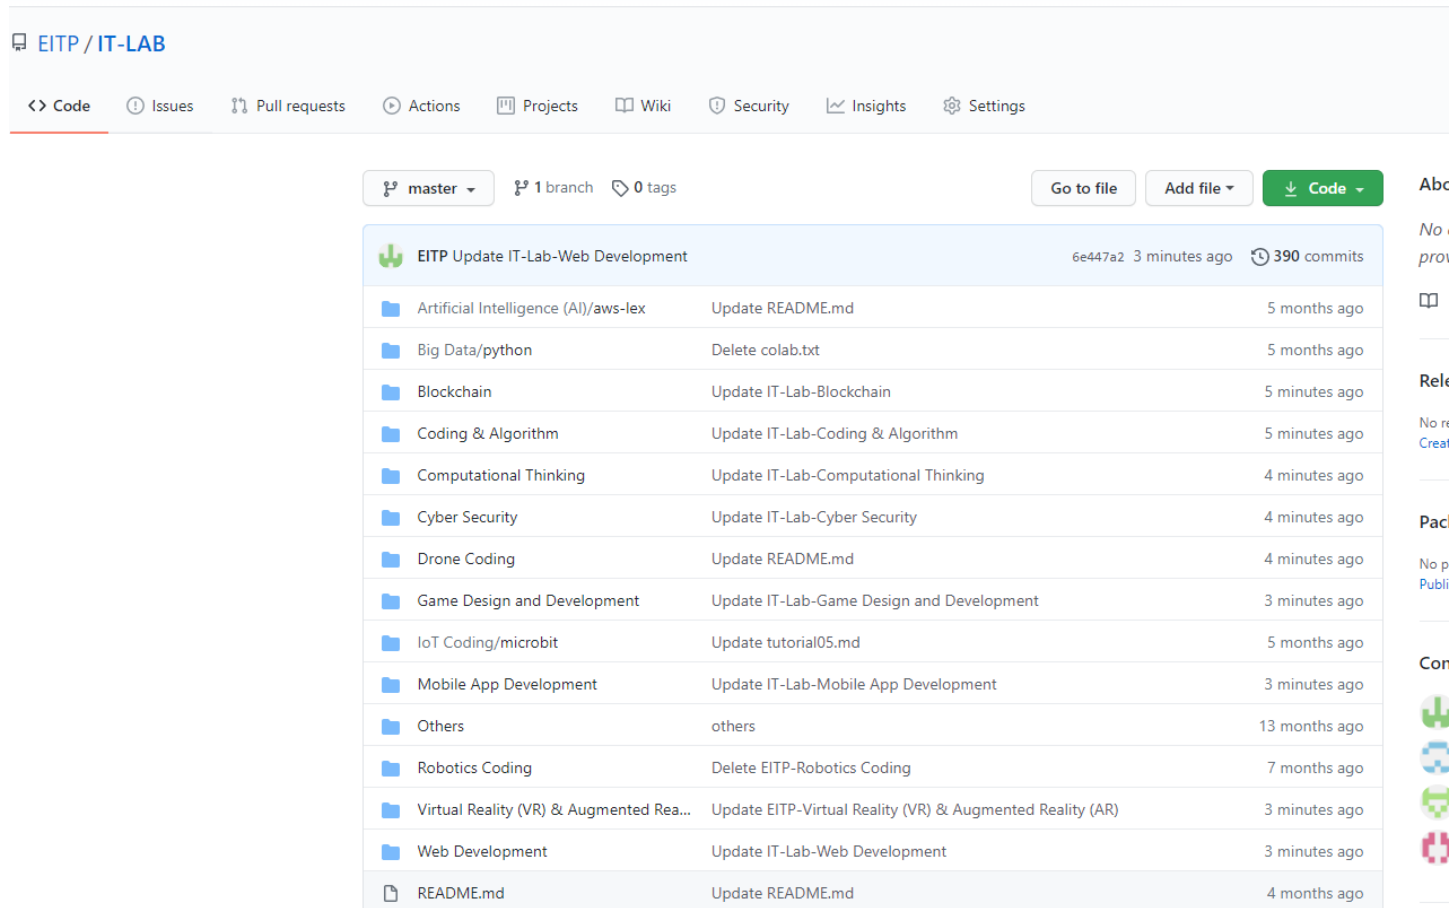 EITP / IT-LAB
Code Issues Pull requests Actions Projects Wiki Security Insights Settings
master 1 branch 0 tags Go to file Add file Code
EITP Update IT-Lab-Web Development 6e447a2 3 minutes ago 390 commits
Artificial Intelligence (AI)/aws-lex Update README.md 5 months ago
Big Data/python Delete colab.txt 5 months ago
Blockchain Update IT-Lab-Blockchain 5 minutes ago
Coding & Algorithm Update IT-Lab-Coding & Algorithm 5 minutes ago
Computational Thinking Update IT-Lab-Computational Thinking 4 minutes ago
Cyber Security Update IT-Lab-Cyber Security 4 minutes ago
Drone Coding Update README.md 4 minutes ago
Game Design and Development Update IT-Lab-Game Design and Development 3 minutes ago
IoT Coding/microbit Update tutorial05.md 5 months ago
Mobile App Development Update IT-Lab-Mobile App Development 3 minutes ago
Others others 13 months ago
Robotics Coding Delete EITP-Robotics Coding 7 months ago
Virtual Reality (VR) & Augmented Rea... Update EITP-Virtual Reality (VR) & Augmented Reality (AR) 3 minutes ago
Web Development Update IT-Lab-Web Development 3 minutes ago
README.md Update README.md 4 months ago
No
No
No